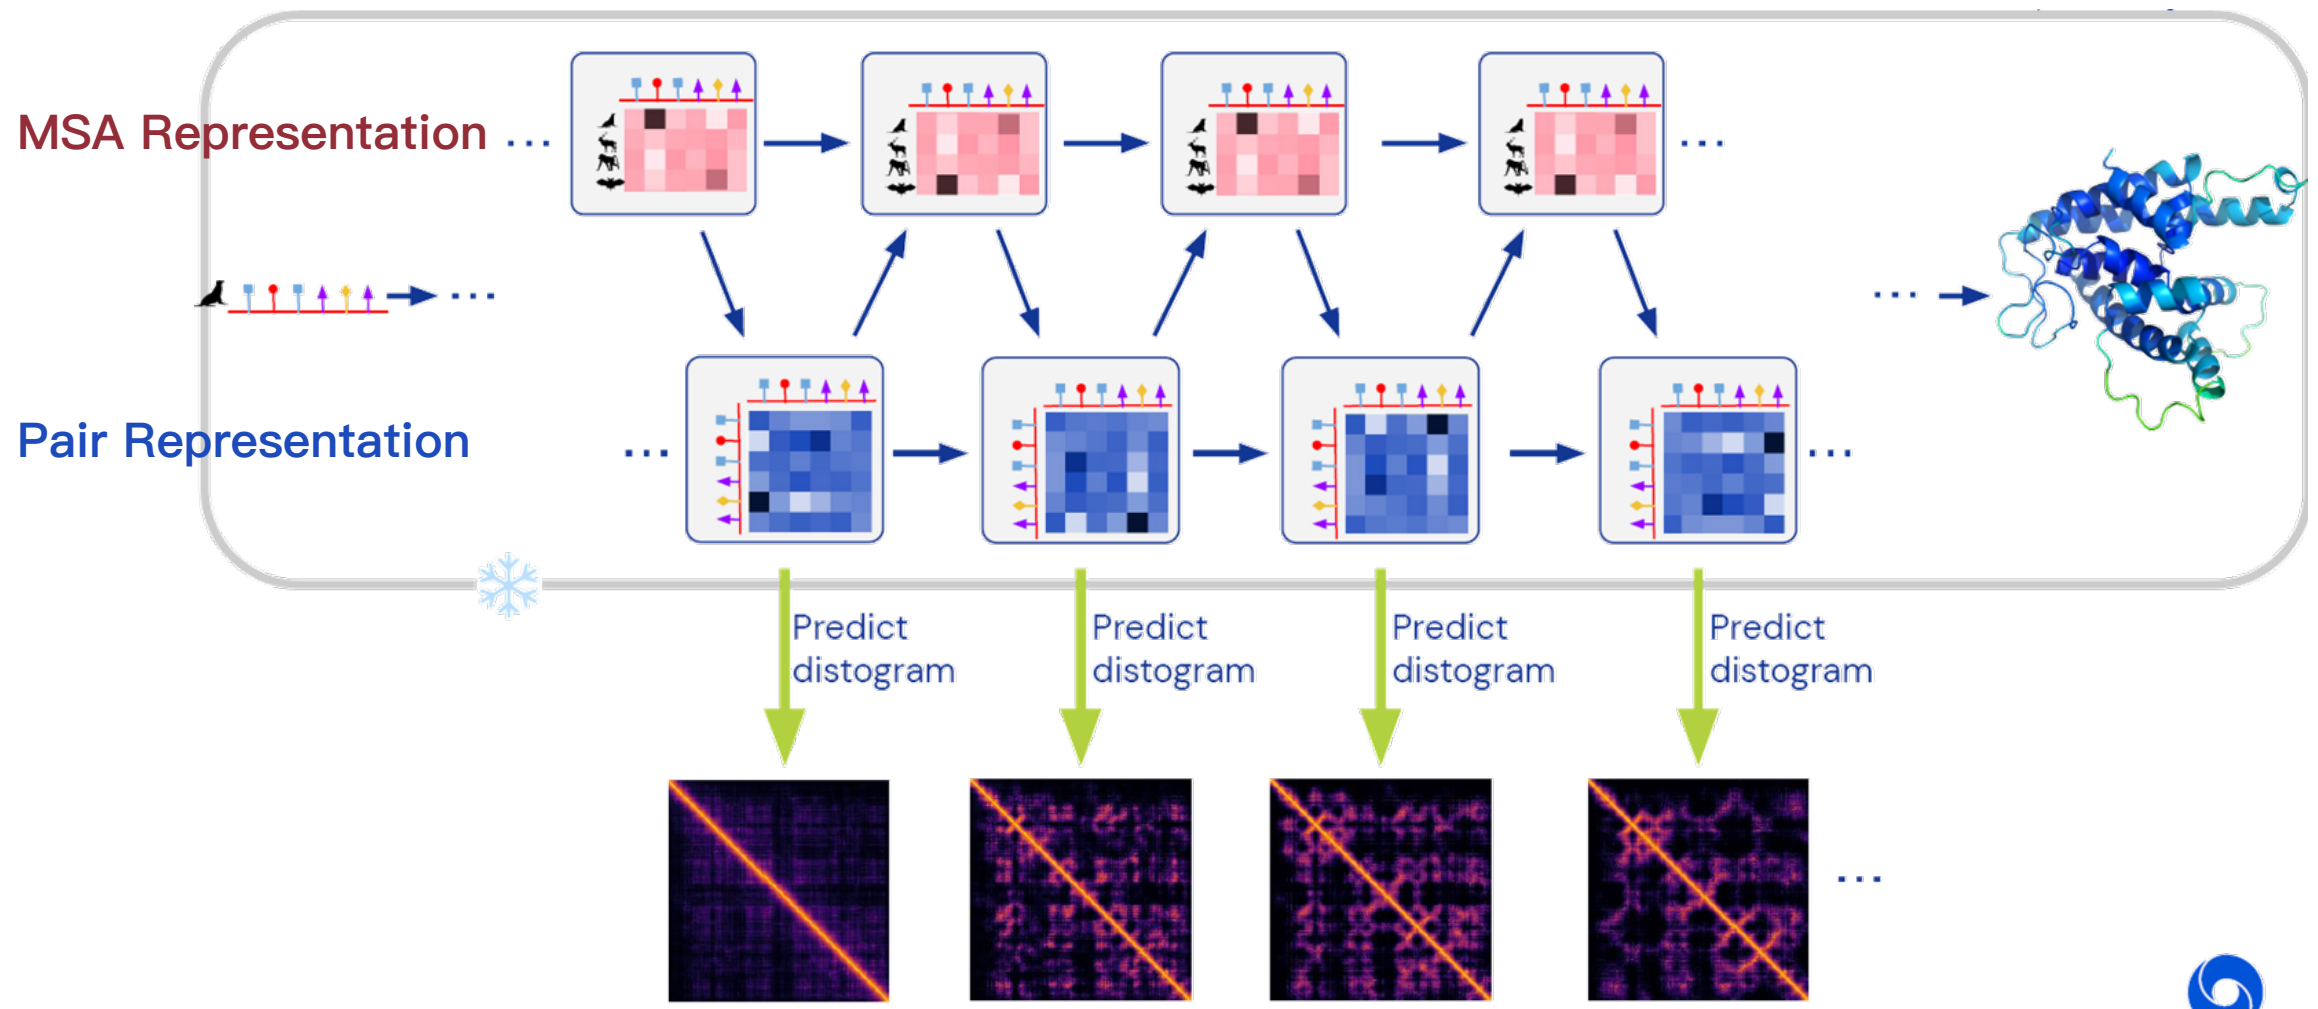 MSA Representation
Pair Representation
Predict
distogram
Predict
distogram
Predict
distogram
Predict
distogram